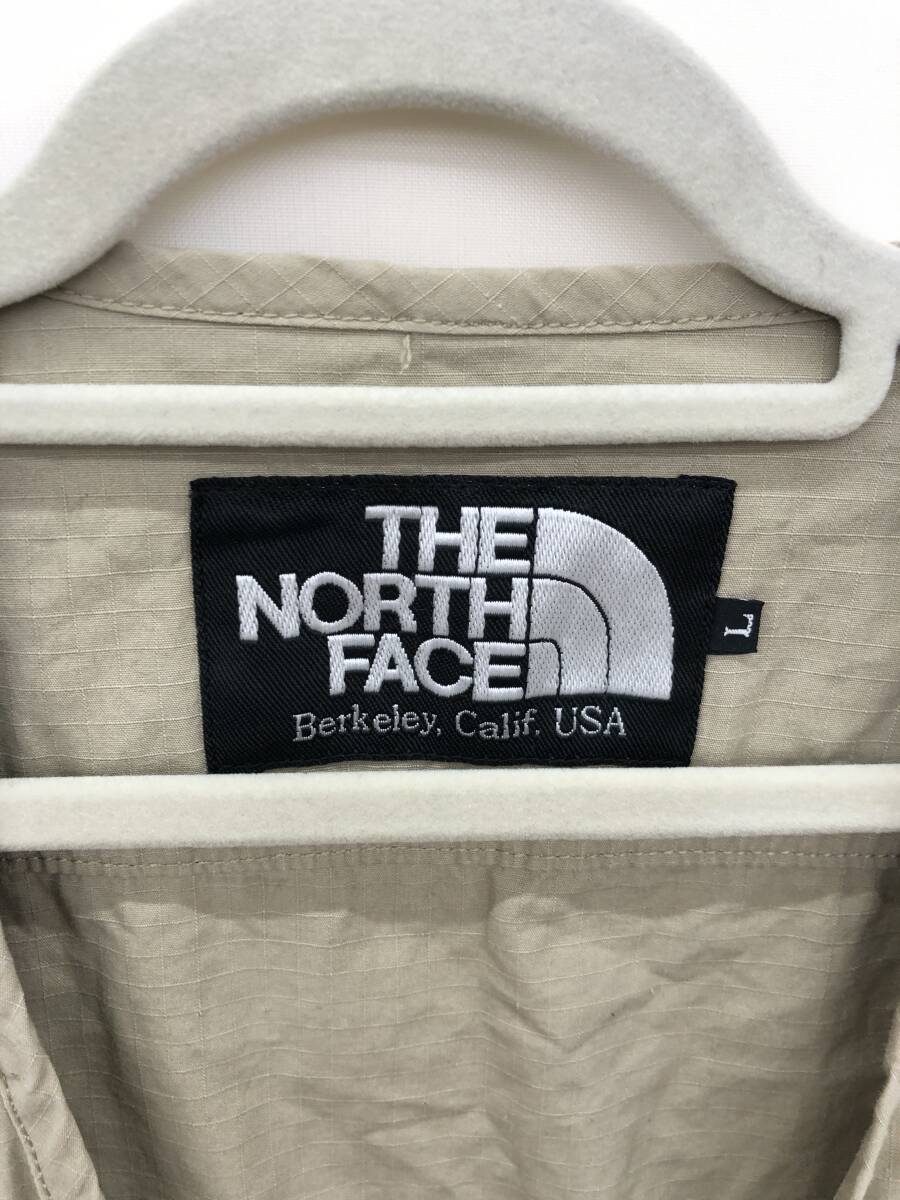 THE
NORTH
FACE
Berkeley, Calif. USA
L